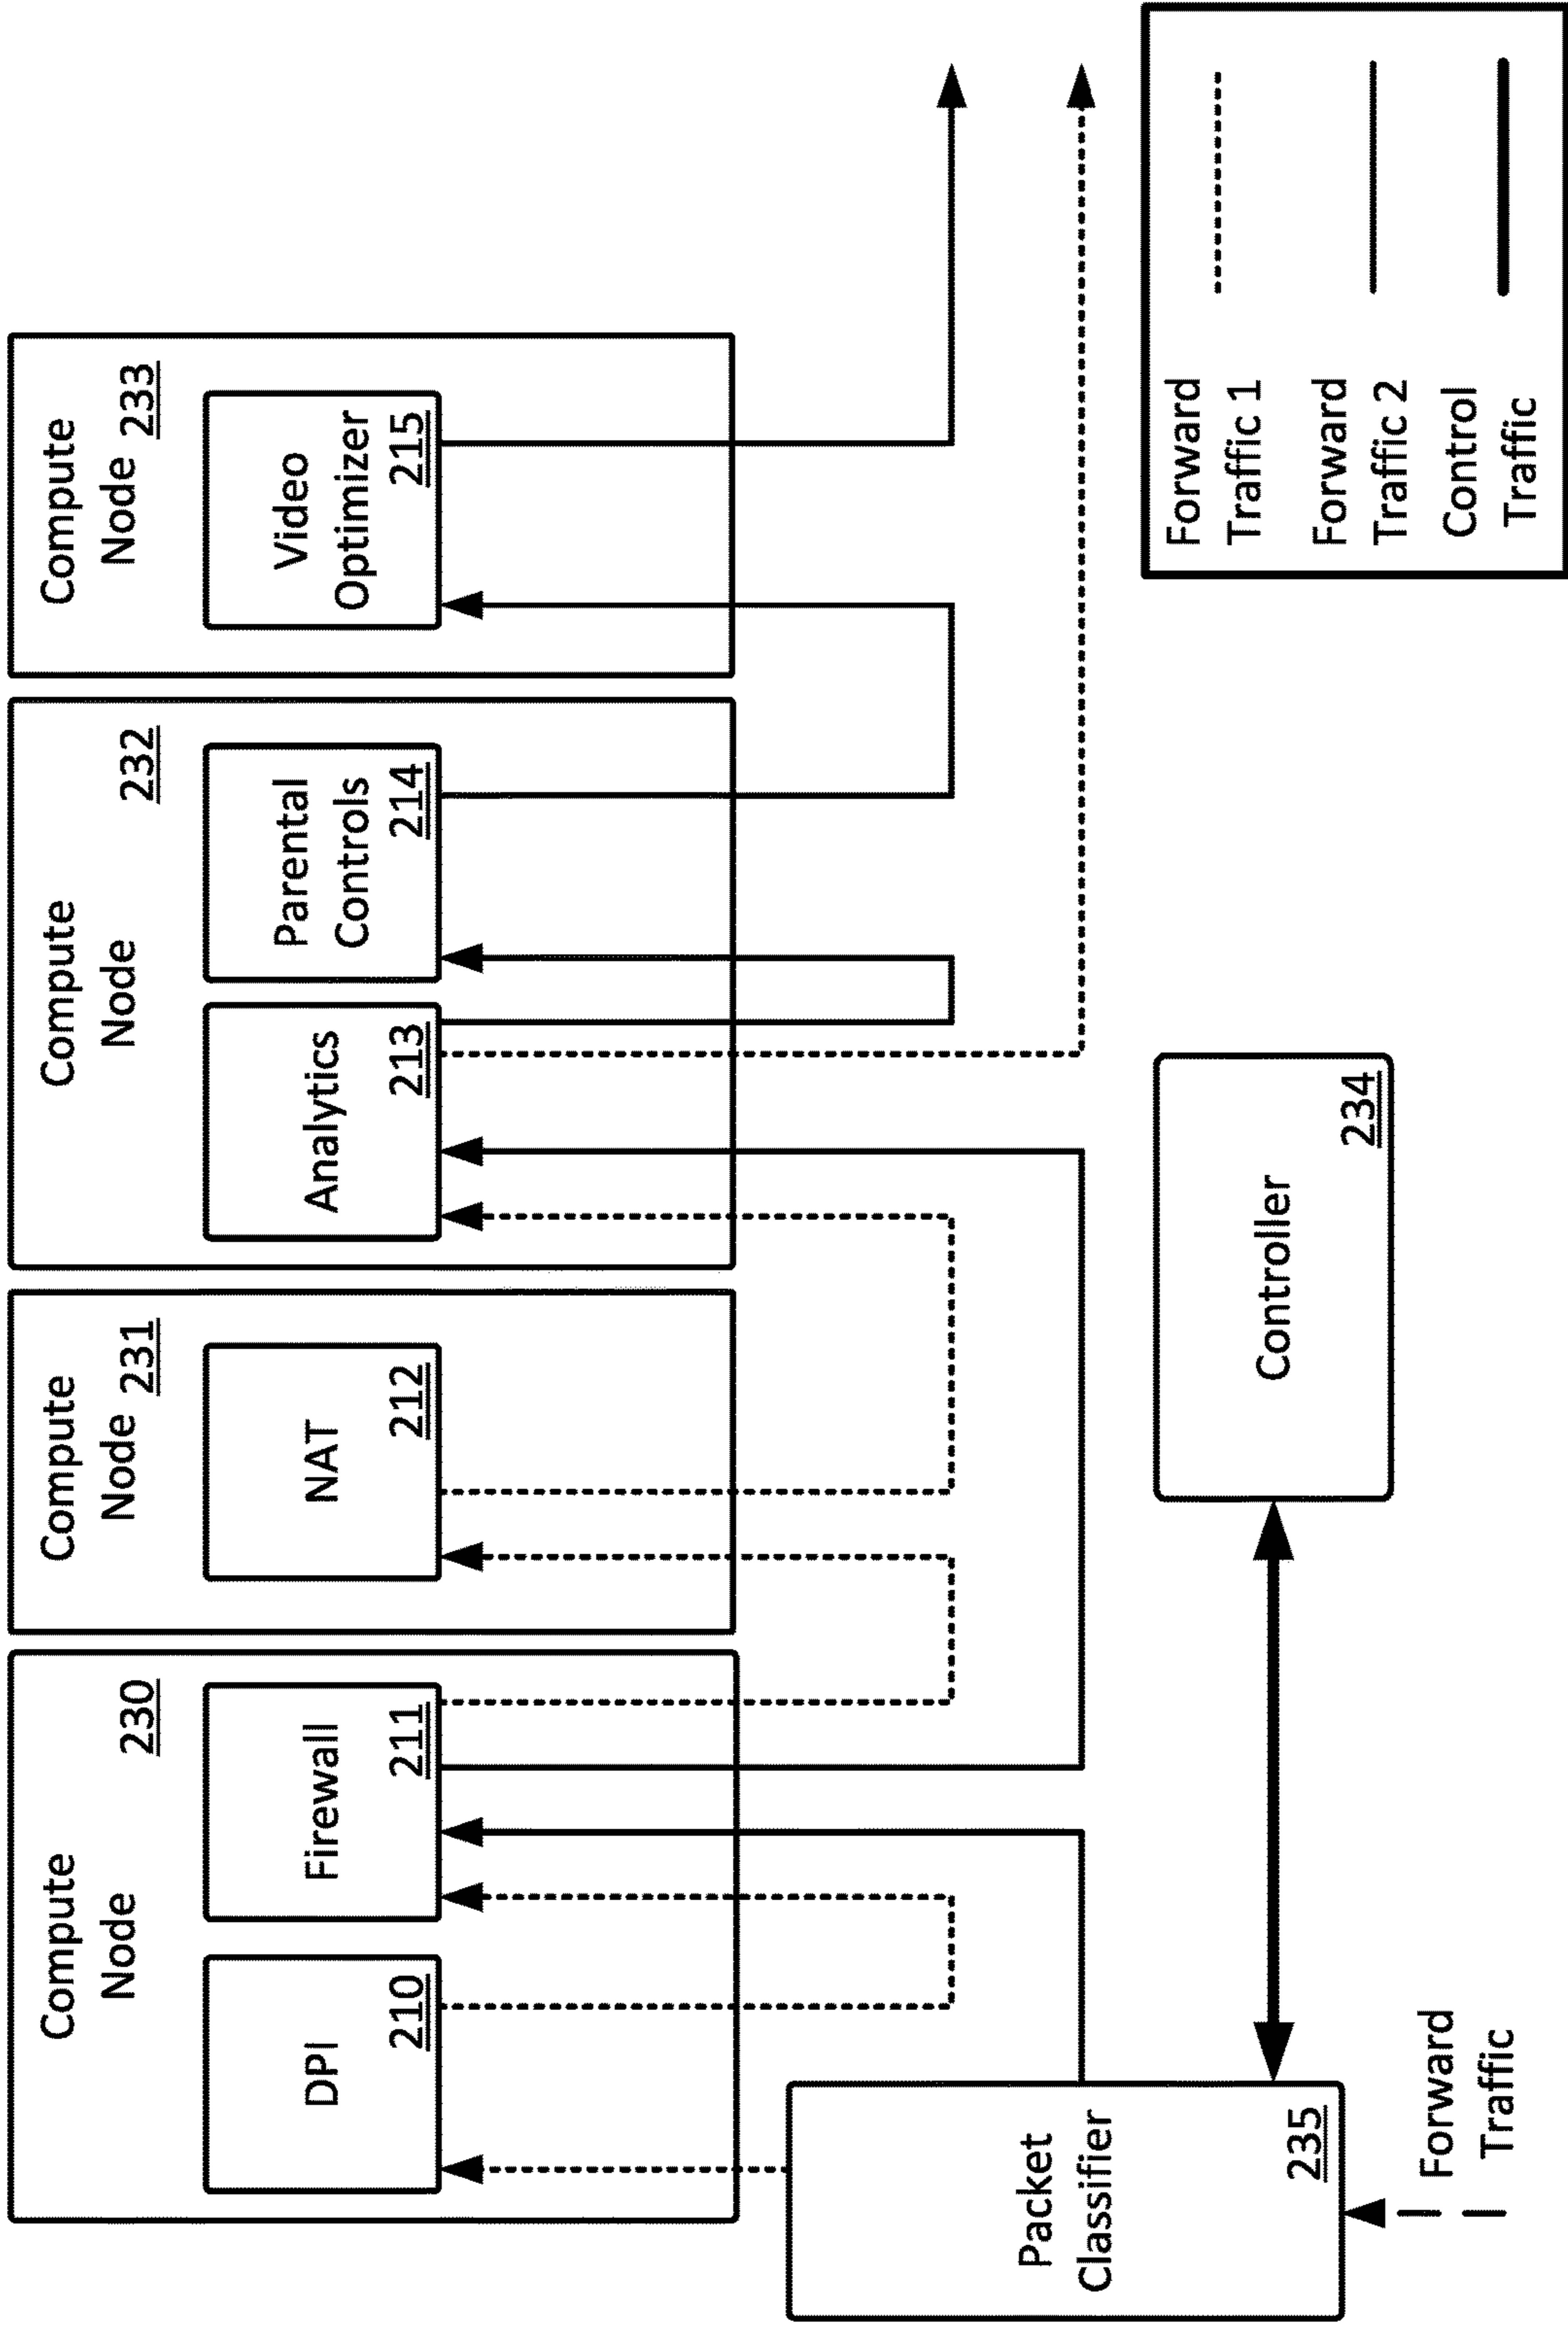 Compute
Node
230
DPI
210
Firewall
211
Compute
Node 231
NAT
212
Compute
Node
232
Analytics
213
Parental
Controls
214
Compute
Node 233
Video
Optimizer
215
Packet
Classifier
235
Controller
234
Forward
Traffic
Forward
Traffic 1
Forward
Traffic 2
Control
Traffic